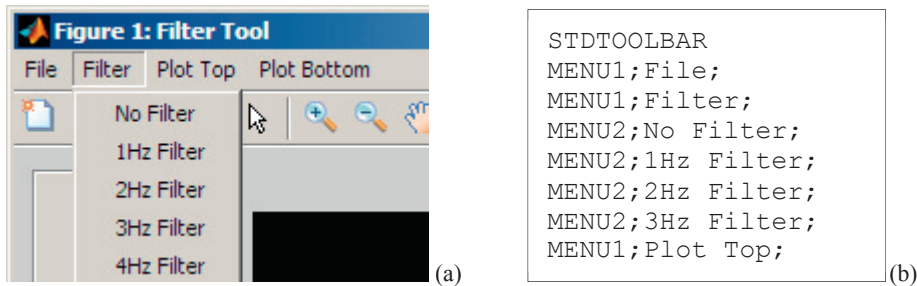 Figure 1: Filter Tool
File Filter Plot Top Plot Bottom
No Filter
1Hz Filter
2Hz Filter
3Hz Filter
4Hz Filter
(a)
STDTOOLBAR
MENU1;File;
MENU1;Filter;
MENU2;No Filter;
MENU2;1Hz Filter;
MENU2;2Hz Filter;
MENU2;3Hz Filter;
MENU1;Plot Top;
(b)